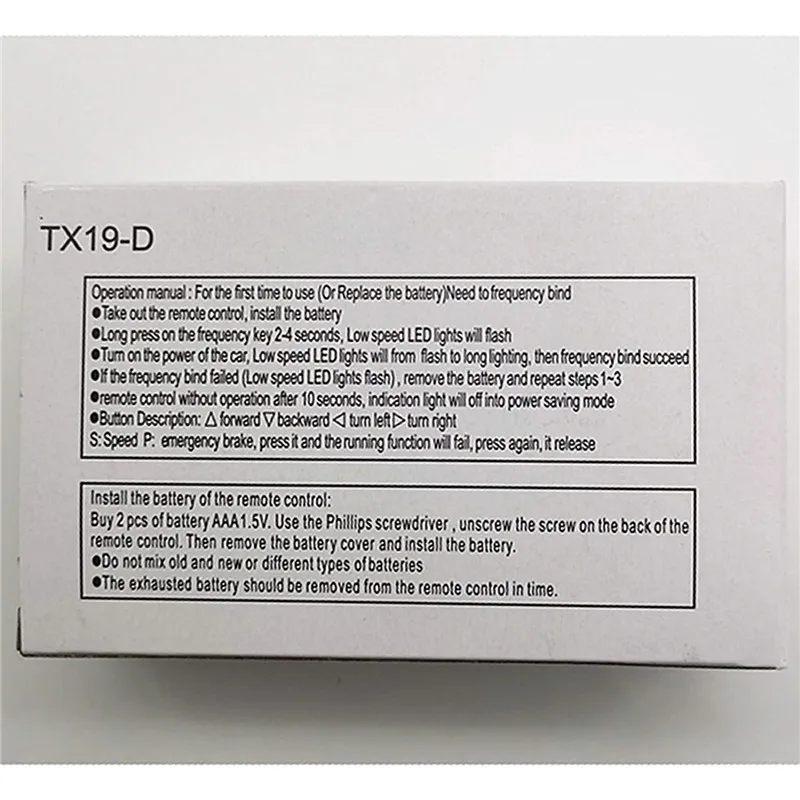 TX19-D
Operation manual : For the first time to use (Or Replace the battery)Need to frequency bind
●Take out the remote control, install the battery
●Long press on the frequency key 2-4 seconds, Low speed LED lights will flash
●Turn on the power of the car, Low speed LED lights will from flash to long lighting, then frequency bind succeed
●If the frequency bind failed (Low speed LED lights flash) , remove the battery and repeat steps 1~3
●remote control without operation after 10 seconds, indication light will off into power saving mode
●Button Description: △ forward ▽ backward ◁ turn left ▷ turn right
S: Speed P: emergency brake, press it and the running function will fail, press again, it release
Install the battery of the remote control:
Buy 2 pcs of battery AAA1.5V. Use the Phillips screwdriver , unscrew the screw on the back of the
remote control. Then remove the battery cover and install the battery.
●Do not mix old and new or different types of batteries
●The exhausted battery should be removed from the remote control in time.